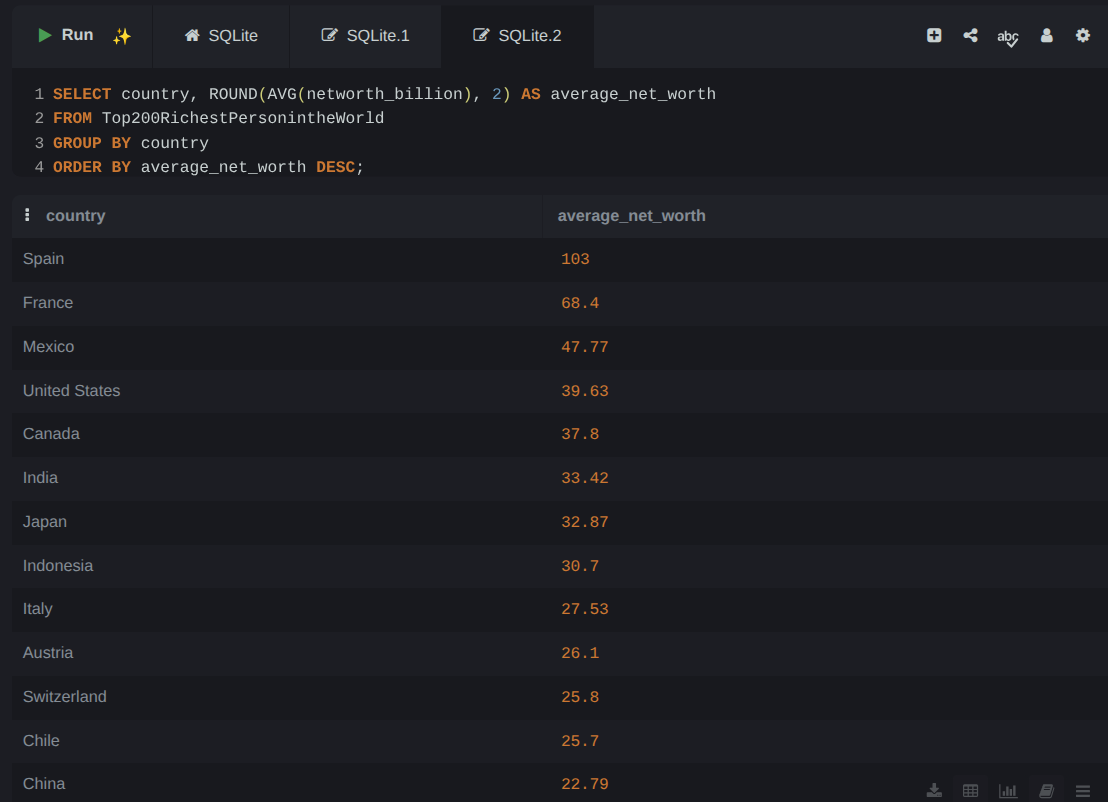 Run SQLite SQLite.1 SQLite.2 abc
1 SELECT country, ROUND(AVG(networth_billion), 2) AS average_net_worth
2 FROM Top200RichestPersonintheWorld
3 GROUP BY country
4 ORDER BY average_net_worth DESC;
country average_net_worth
Spain 103
France 68.4
Mexico 47.77
United States 39.63
Canada 37.8
India 33.42
Japan 32.87
Indonesia 30.7
Italy 27.53
Austria 26.1
Switzerland 25.8
Chile 25.7
China 22.79